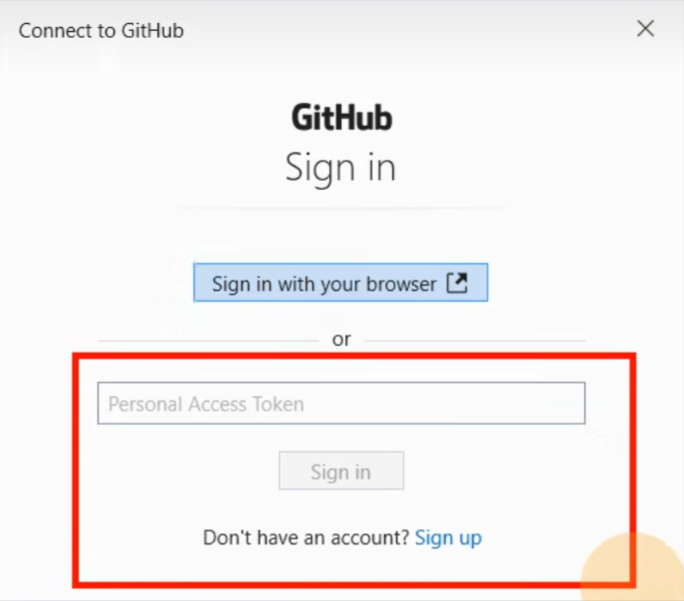 Connect to GitHub
GitHub
Sign in
Sign in with your browser
or
Personal Access Token
Sign in
Don't have an account? Sign up